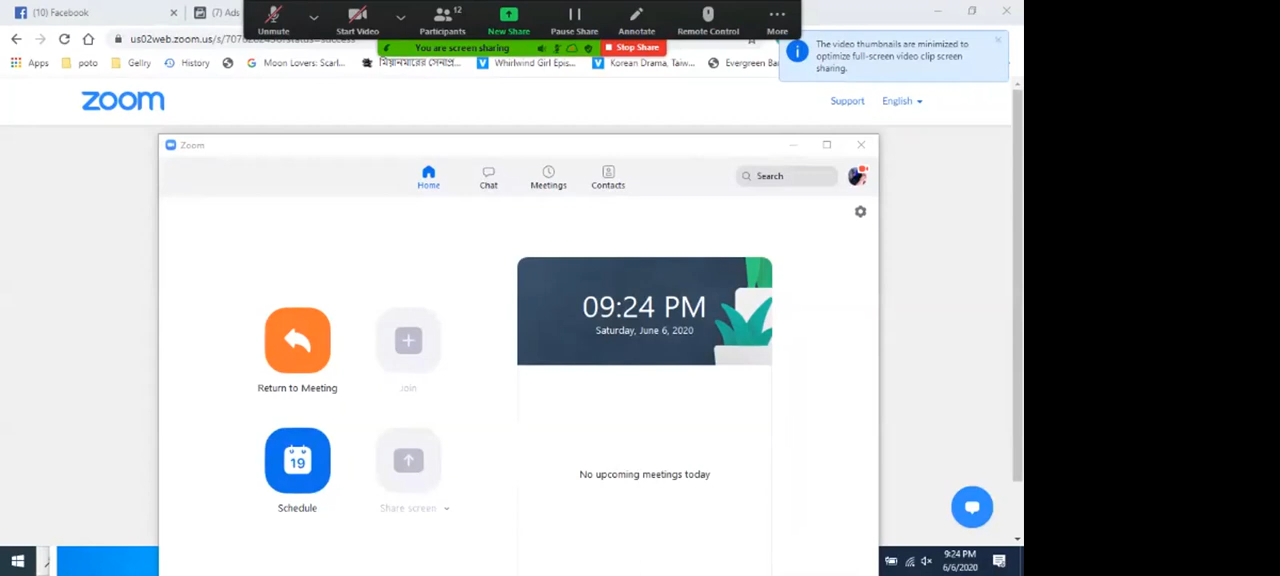 (10) Facebook
(7) Ads
Unmute
Start Video
12
Participants
New Share
Pause Share
Annotate
Remote Control
More
You are screen sharing
Stop Share
us02web.zoom.us/s/
The video thumbnails are minimized to
optimize full-screen video clip screen
sharing.
Apps
poto
Gellry
History
Moon Lovers: Scarl...
Whirlwind Girl Epis...
Korean Drama, Taiw...
zoom
Support
English
Zoom
Home
Chat
Meetings
Contacts
Search
09:24 PM
Saturday, June 6, 2020
Return to Meeting
Join
19
Schedule
Share screen
No upcoming meetings today
9:24 PM
6/6/2020